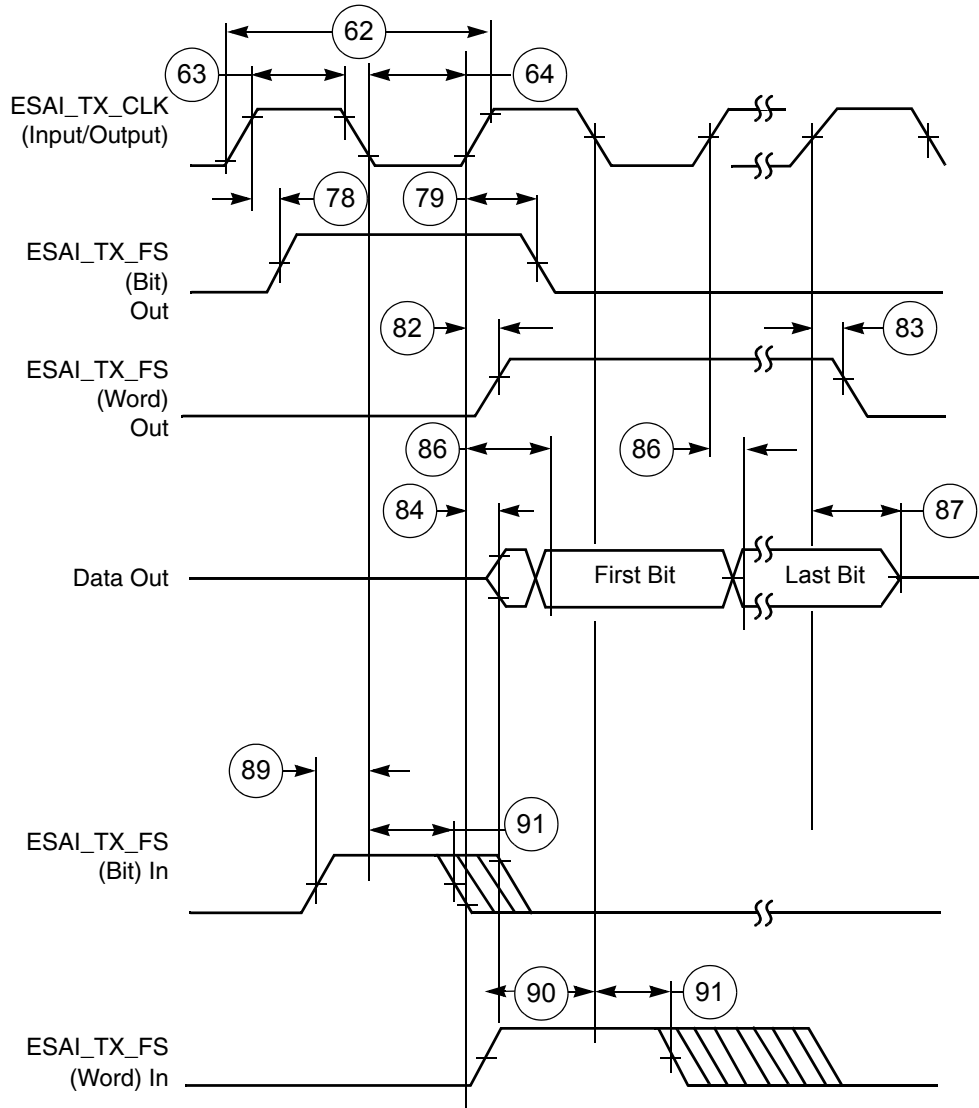 62
63
64
ESAI_TX_CLK
(Input/Output)
78
79
ESAI_TX_FS
(Bit)
Out
82
83
ESAI_TX_FS
(Word)
Out
86
86
84
87
Data Out
First Bit
Last Bit
89
91
ESAI_TX_FS
(Bit) In
90
91
ESAI_TX_FS
(Word) In